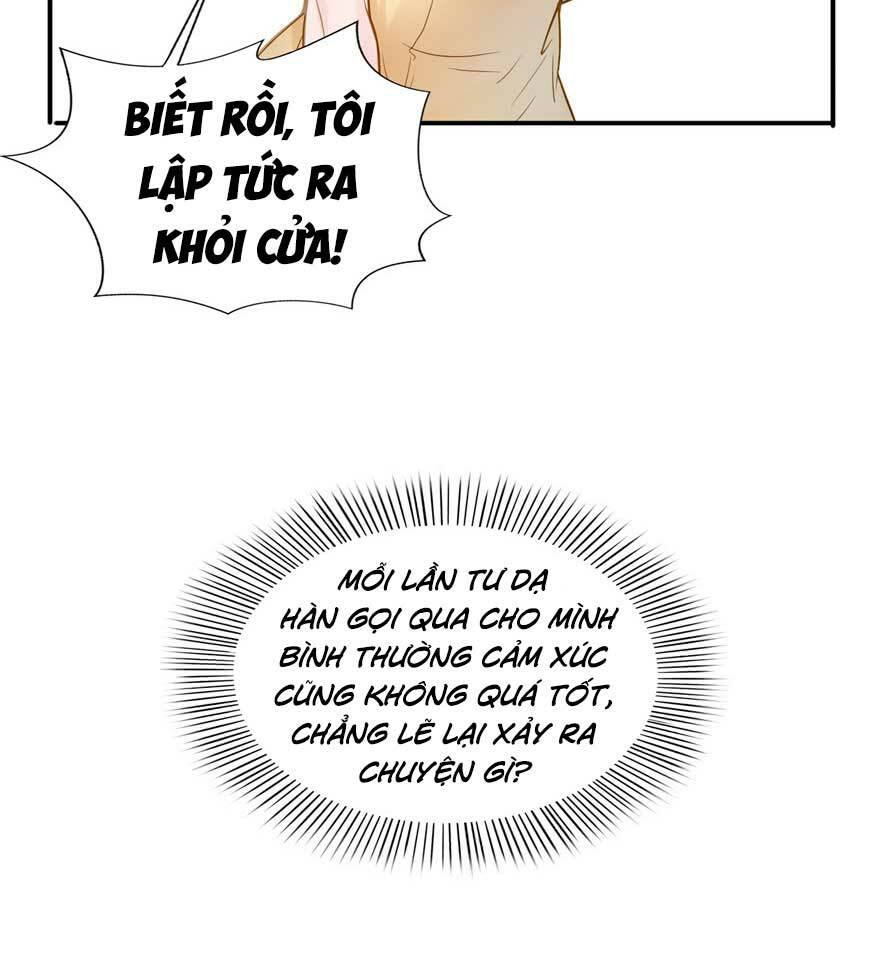 BIẾT RỒI, TÔI
LẬP TỨC RA
KHỎI CỬA!
MỖI LẦN TƯ DẠ
HÀN GỌI QUA CHO MÌNH
BÌNH THƯỜNG CẢM XÚC
CŨNG KHÔNG QUÁ TỐT,
CHẲNG LẼ LẠI XẢY RA
CHUYỆN GÌ?